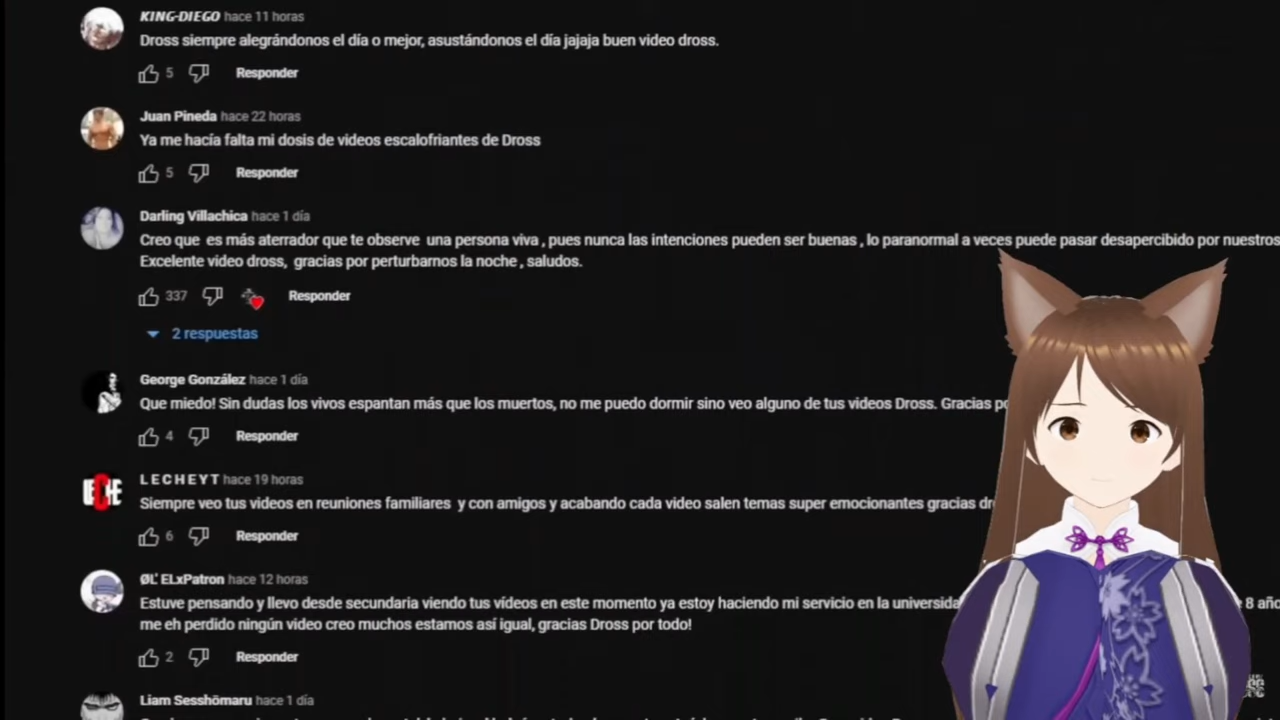 KING-DIEGO hace 11 horas
Dross siempre alegrándonos el día o mejor, asustándonos el día jajaja buen video dross.
5 Responder
Juan Pineda hace 22 horas
Ya me hacía falta mi dosis de videos escalofriantes de Dross
5 Responder
Darling Villachica hace 1 día
Creo que es más aterrador que te observe una persona viva , pues nunca las intenciones pueden ser buenas , lo paranormal a veces puede pasar desapercibido por nuestros
Excelente video dross, gracias por perturbarnos la noche , saludos.
337 Responder
2 respuestas
George González hace 1 día
Que miedo! Sin dudas los vivos espantan más que los muertos, no me puedo dormir sino veo alguno de tus videos Dross. Gracias
4 Responder
LECHEYT hace 19 horas
Siempre veo tus videos en reuniones familiares y con amigos y acabando cada video salen temas super emocionantes gracias
6 Responder
ØL' ELxPatron hace 12 horas
Estuve pensando y llevo desde secundaria viendo tus vídeos en este momento ya estoy haciendo mi servicio en la 8
me eh perdido ningún video creo muchos estamos así igual, gracias Dross por todo!
2 Responder
Liam Sesshōmaru hace 1 día